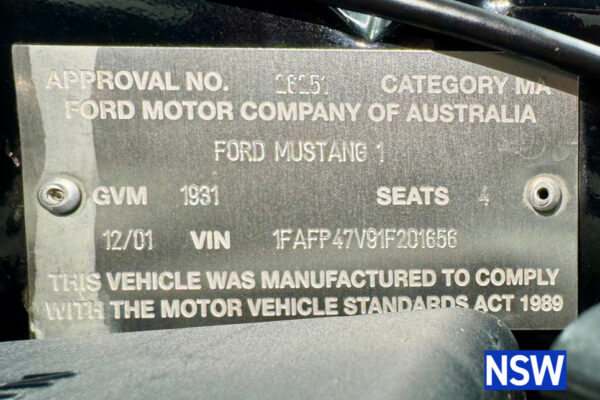 APPROVAL NO. 26251 CATEGORY MA
FORD MOTOR COMPANY OF AUSTRALIA
FORD MUSTANG 1
GVM 1931 SEATS 4
12/01 VIN 1FAFP47V91F201656
THIS VEHICLE WAS MANUFACTURED TO COMPLY
WITH THE MOTOR VEHICLE STANDARDS ACT 1989
NSW